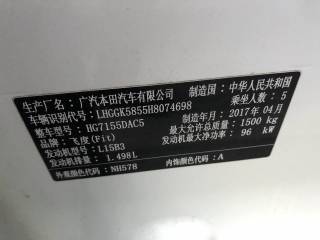 生产厂名：广汽本田汽车有限公司 制造国：中华人民共和国
车辆识别代号：LHGGK5855H8074698 乘坐人数：5
整车型号：HG7155DAC5 制造年月：2017年04月
品牌：飞度(Fit) 最大允许总质量：1500 kg
发动机型号：L15B3 发动机最大净功率：96 kW
发动机排量：1.498L
外观颜色代码：NH578 内饰颜色代码：A